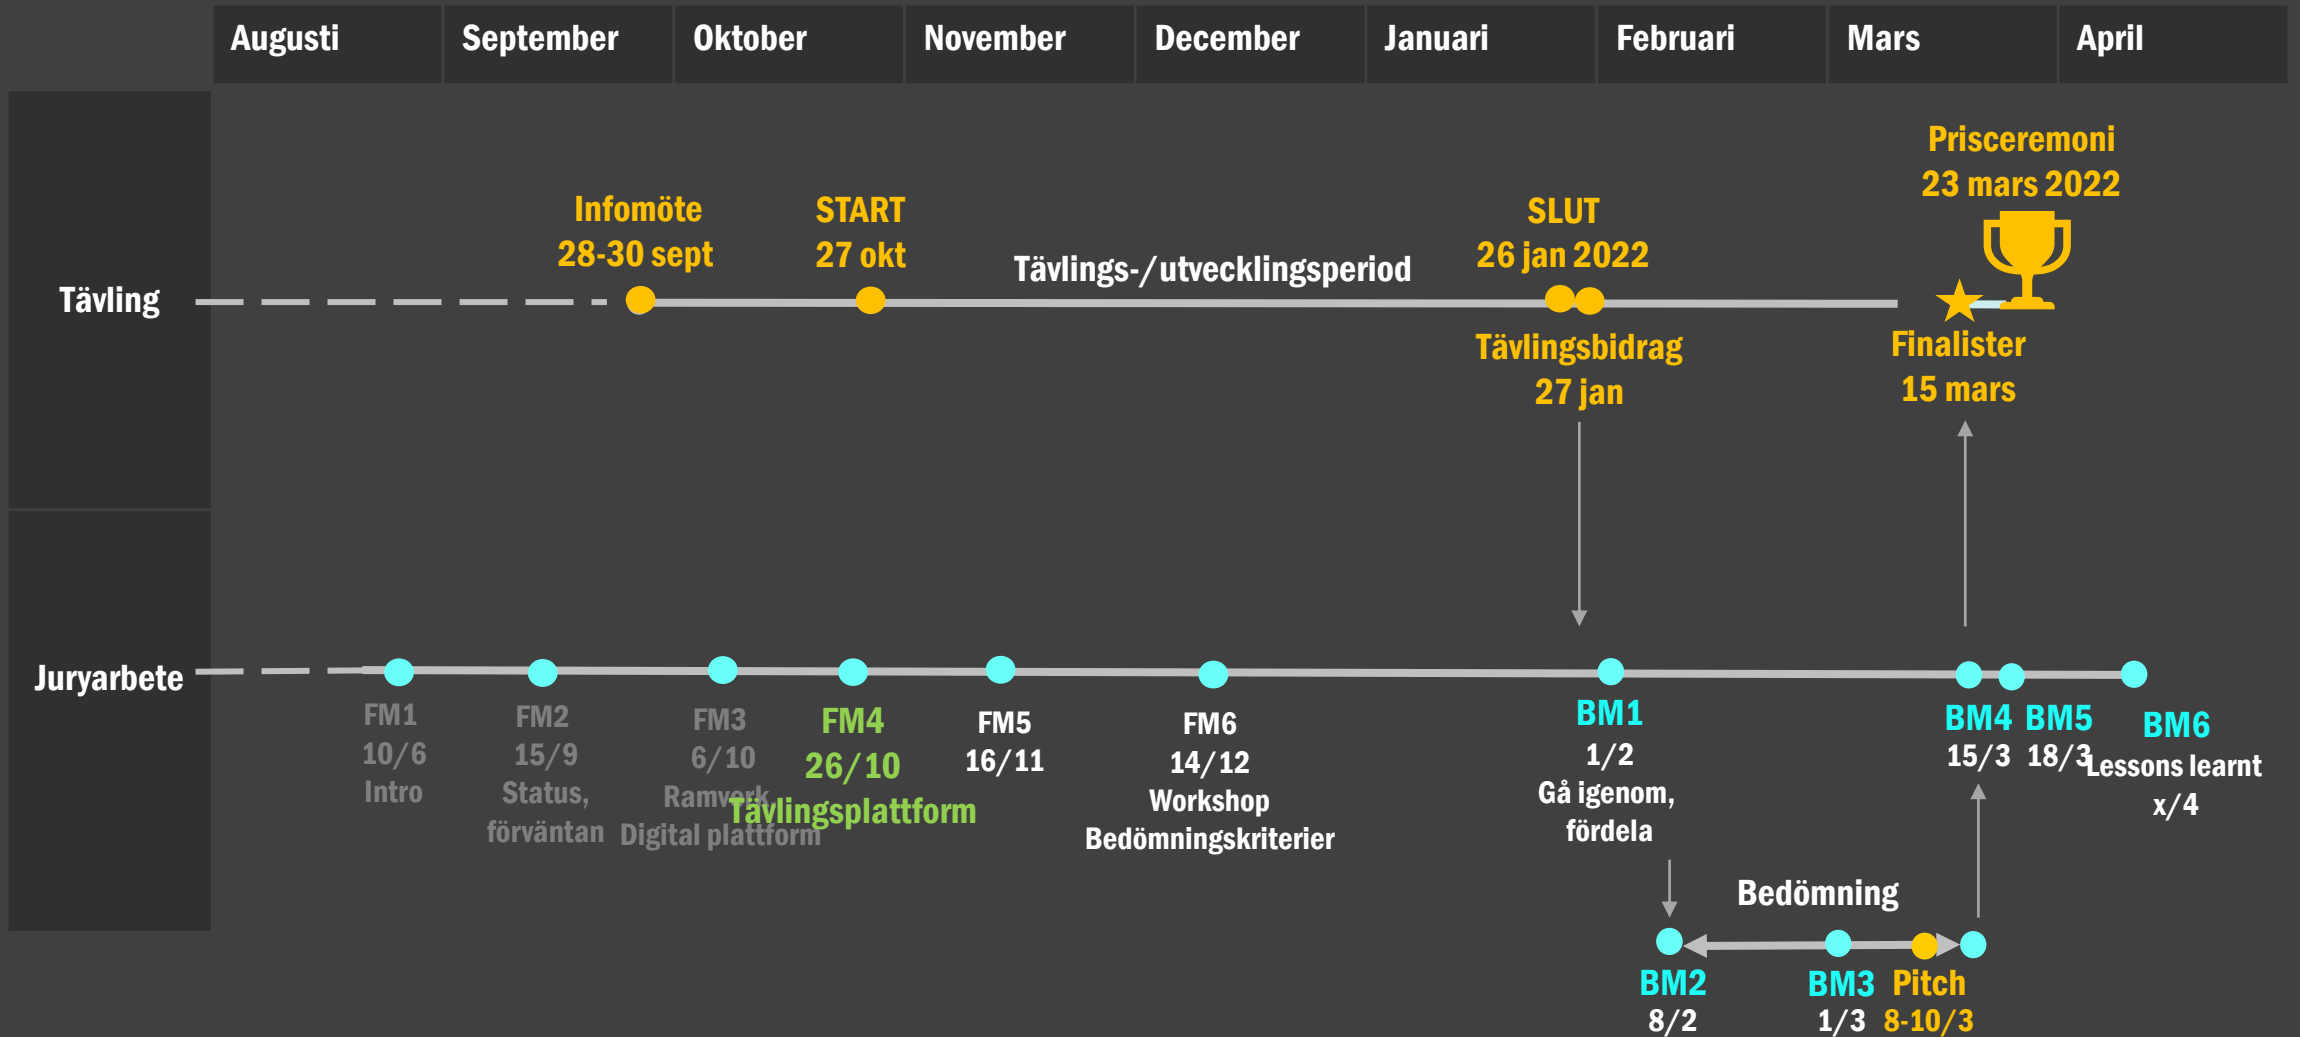 Augusti
September
Oktober
November
December
Januari
Februari
Mars
April
Tävling
Infomöte
28-30 sept
START
27 okt
Tävlings-/utvecklingsperiod
SLUT
26 jan 2022
Tävlingsbidrag
27 jan
Prisceremoni
23 mars 2022
Finalister
15 mars
Juryarbete
FM1
10/6
Intro
FM2
15/9
Status,
förväntan
FM3
6/10
Ramverk
Digital plattform
FM4
26/10
Tävlingsplattform
FM5
16/11
FM6
14/12
Workshop
Bedömningskriterier
BM1
1/2
Gå igenom,
fördela
BM4
15/3
BM5
18/3
BM6
Lessons learnt
x/4
Bedömning
BM2
8/2
BM3
1/3
Pitch
8-10/3